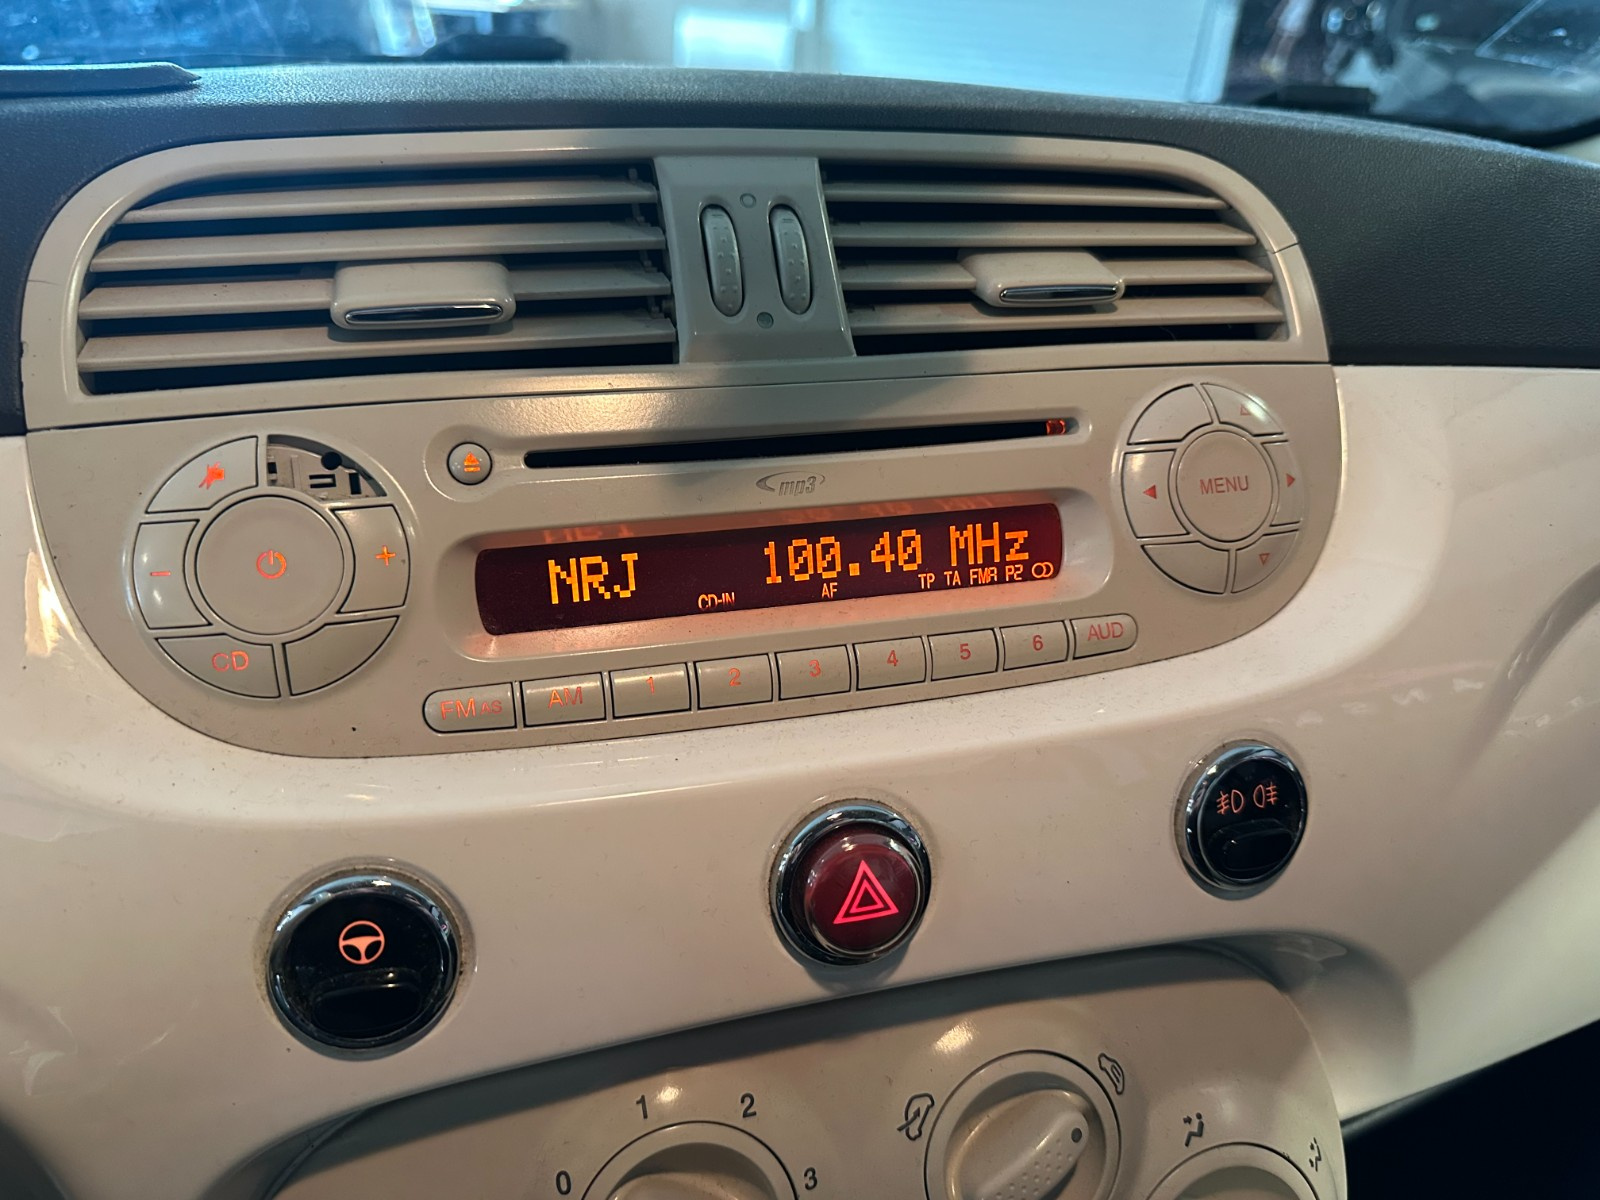 mp3
NRJ 100.40 MHz
CD-IN AF TP TA FMA P2
MENU
CD
FM AS AM 1 2 3 4 5 6 AUD
0 1 2 3